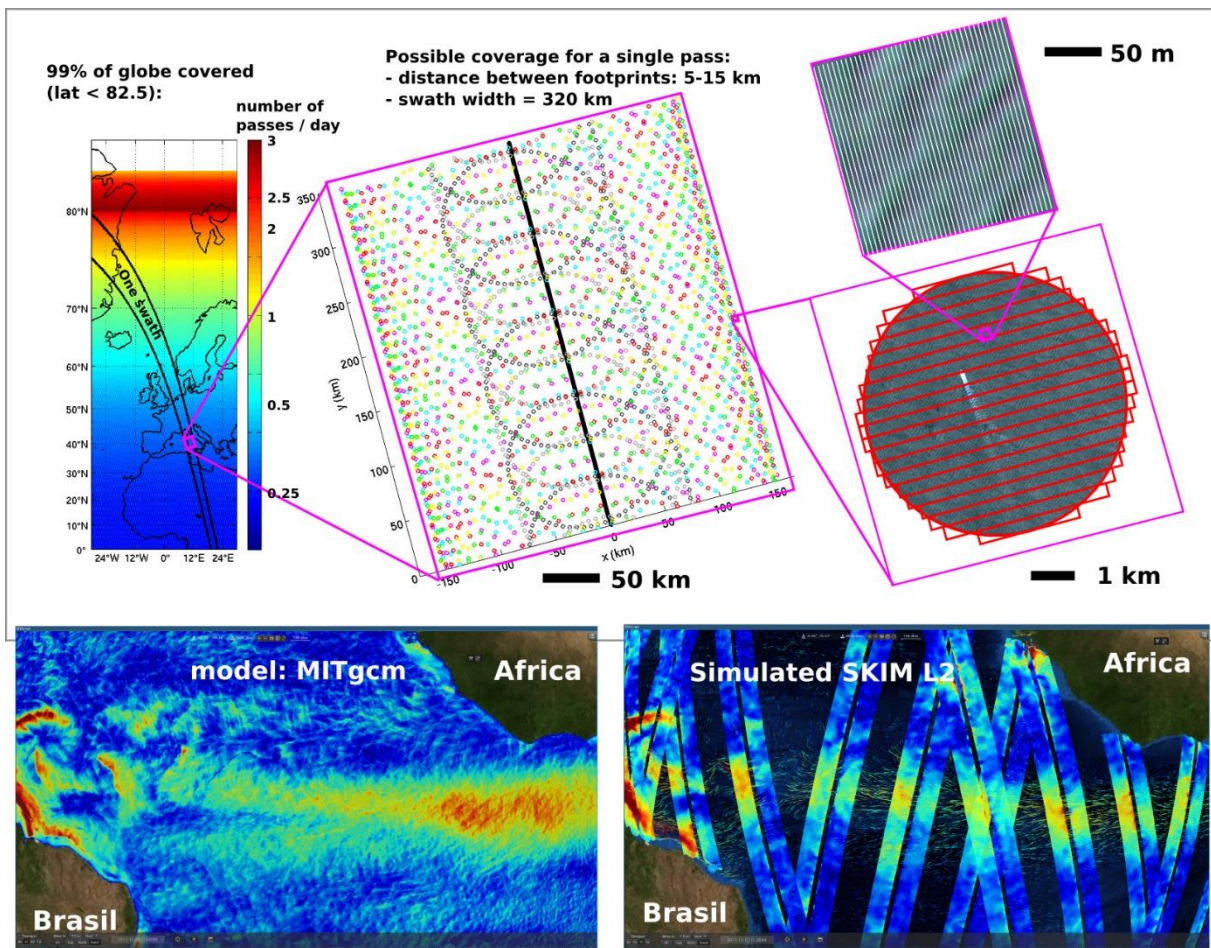 99% of globe covered
(lat < 82.5):
number of
passes / day
3
2.5
2
1
0.5
0.25
80°N
70°N
60°N
50°N
40°N
30°N
20°N
10°N
0°
24°W 12°W 0° 12°E 24°E
One swath
Possible coverage for a single pass:
- distance between footprints: 5-15 km
- swath width = 320 km
350
300
250
200
150
100
50
0
y (km)
-150
-100
-50
0
50
100
150
x (km)
50 km
50 m
1 km
model: MITgcm
Africa
Brasil
Simulated SKIM L2
Africa
Brasil